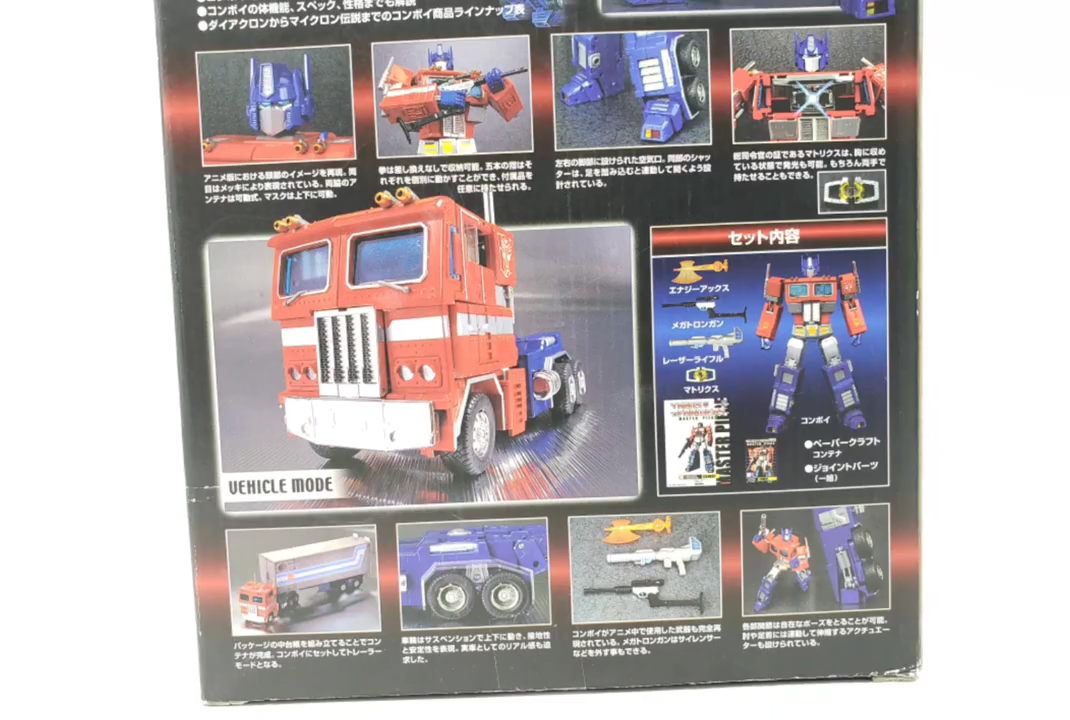 ●コンボイの体機能、スペック、性格までも解説
●ダイアクロンからマイクロン伝説までのコンボイ商品ラインナップ表
アニメ版における頭部のイメージを再現。両
目はメッキにより表現されている。両脇のア
ンテナは可動式、マスクは上下に可動。
拳は差し換えなしで収納可能。五本の指はそ
れぞれを個別に動かすことができ、付属品を
任意に持たせられる。
左右の脚部に設けられた空気口。両部のシャッ
ターは、足を踏み込むと連動して開くよう設
計されている。
総司令官の証であるマトリクスは、胸に収め
ている状態で発光も可能。もちろん両手で
持たせることもできる。
VEHICLE MODE
セット内容
エナジーアックス
メガトロンガン
レーザーライフル
マトリクス
コンボイ
MASTER PIECE
●ペーパークラフト
コンテナ
●ジョイントパーツ
(一組)
パッケージの中台紙を組み立てることでコン
テナが完成。コンボイにセットしてトレーラー
モードとなる。
車輪はサスペンションで上下に動き、接地性
と安定性を表現。実車としてのリアル感も追
求した。
コンボイがアニメ中で使用した武器も完全再
現されている。メガトロンガンはサイレンサー
などを外す事もできる。
各部関節は自在なポーズをとることが可能。
肘や足首には連動して伸縮するアクチュエー
ターも設けられている。